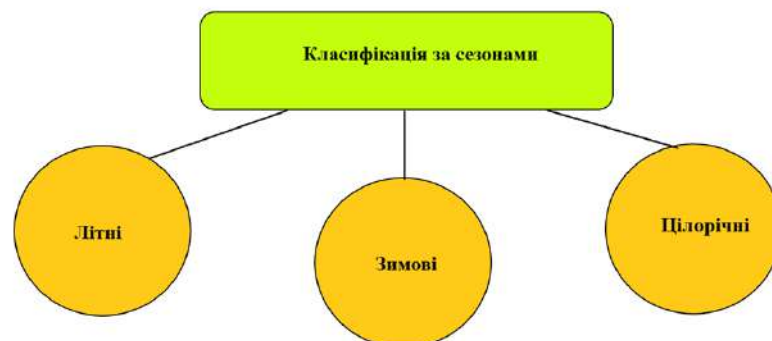 Класифікація за сезонами
Літні
Зимові
Цілорічні